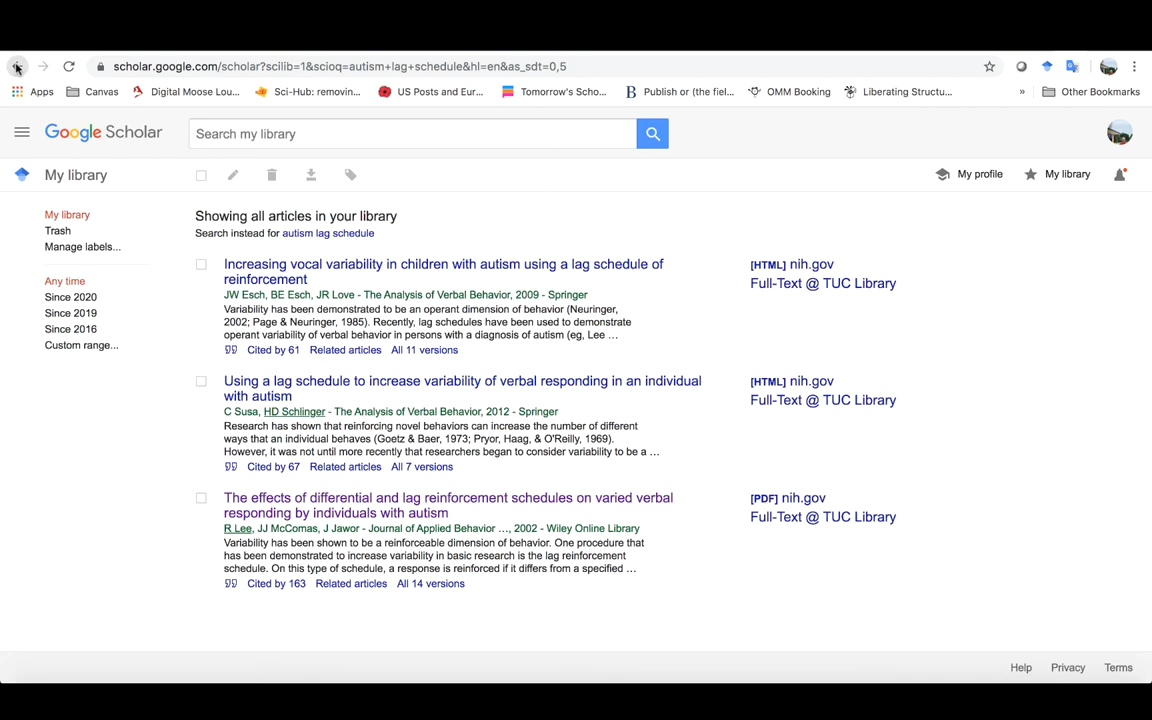 scholar.google.com/scholar?scilib=1&scioq=autism+lag+schedule&hl=en&as_sdt=0,5
Apps Canvas Digital Moose Lou... Sci-Hub: removin... US Posts and Eur... Tomorrow's Scho... Publish or (the fiel... OMM Booking Liberating Structu... » Other Bookmarks
Google Scholar Search my library
My library My profile My library
My library
Trash
Manage labels...
Any time
Since 2020
Since 2019
Since 2016
Custom range...
Showing all articles in your library
Search instead for autism lag schedule
Increasing vocal variability in children with autism using a lag schedule of
reinforcement
JW Esch, BE Esch, JR Love - The Analysis of Verbal Behavior, 2009 - Springer
Variability has been demonstrated to be an operant dimension of behavior (Neuringer,
2002; Page & Neuringer, 1985). Recently, lag schedules have been used to demonstrate
operant variability of verbal behavior in persons with a diagnosis of autism (eg, Lee ...
Cited by 61 Related articles All 11 versions
[HTML] nih.gov
Full-Text @ TUC Library
Using a lag schedule to increase variability of verbal responding in an individual
with autism
C Susa, HD Schlinger - The Analysis of Verbal Behavior, 2012 - Springer
Research has shown that reinforcing novel behaviors can increase the number of different
ways that an individual behaves (Goetz & Baer, 1973; Pryor, Haag, & O'Reilly, 1969).
However, it was not until more recently that researchers began to consider variability to be a ...
Cited by 67 Related articles All 7 versions
[HTML] nih.gov
Full-Text @ TUC Library
The effects of differential and lag reinforcement schedules on varied verbal
responding by individuals with autism
R Lee, JJ McComas, J Jawor - Journal of Applied Behavior ..., 2002 - Wiley Online Library
Variability has been shown to be a reinforceable dimension of behavior. One procedure that
has been demonstrated to increase variability in basic research is the lag reinforcement
schedule. On this type of schedule, a response is reinforced if it differs from a specified ...
Cited by 163 Related articles All 14 versions
[PDF] nih.gov
Full-Text @ TUC Library
Help Privacy Terms